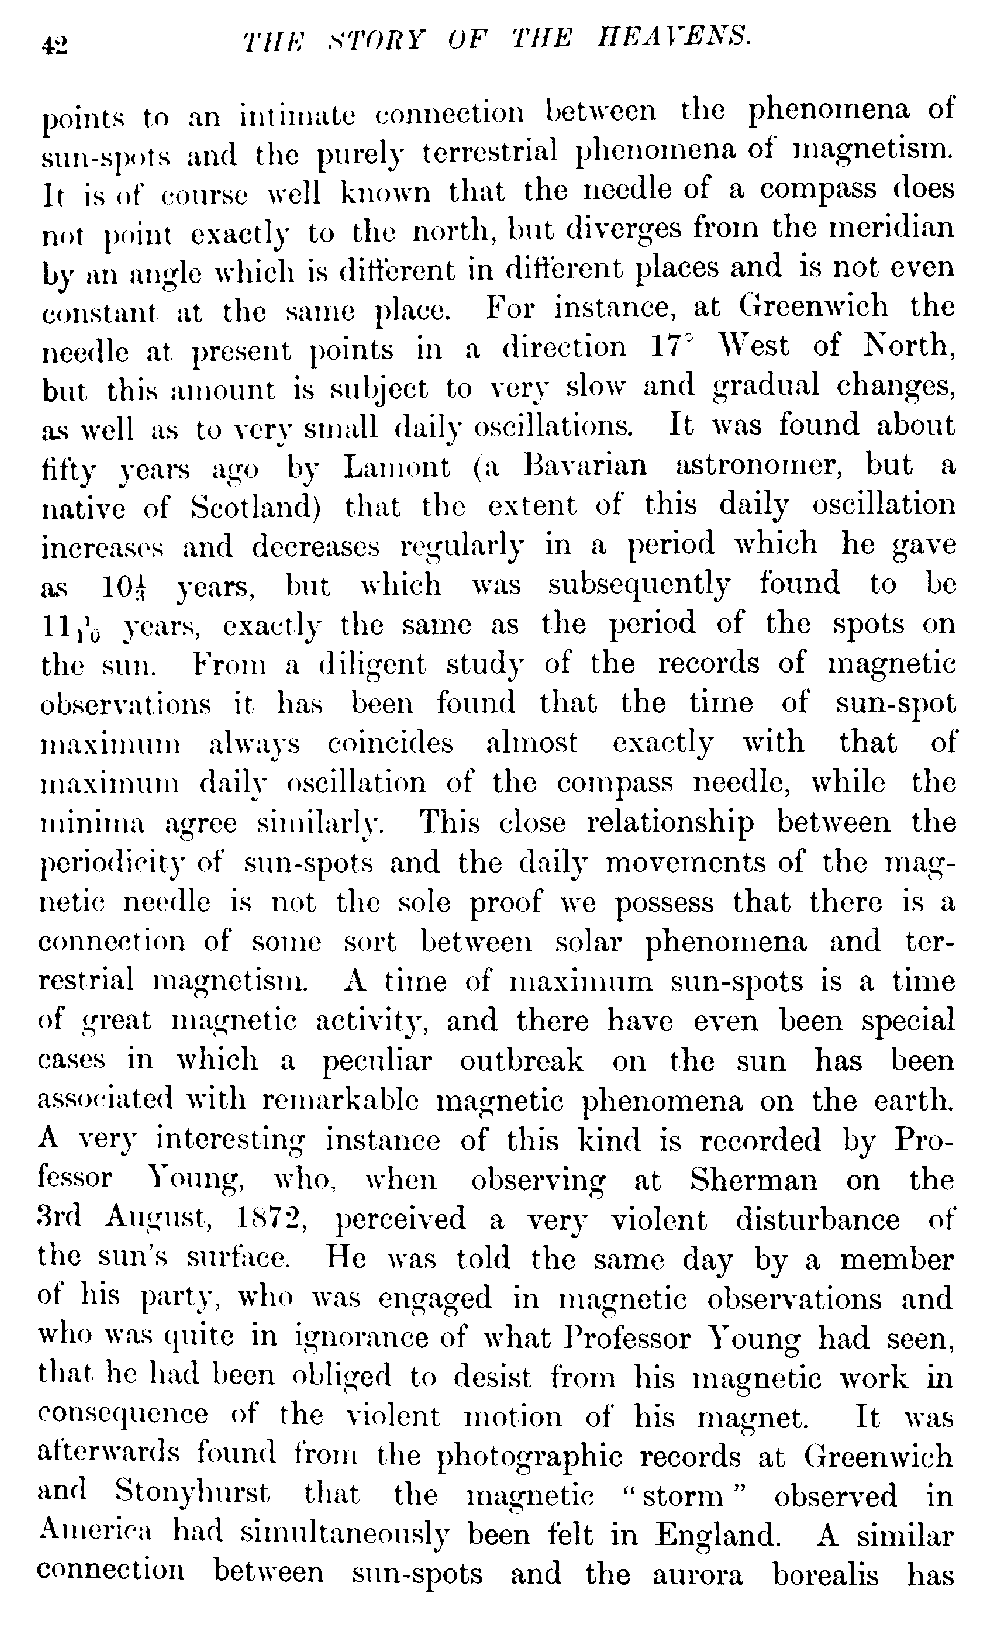 42 THE STORY OF THE HEAVENS.
points to an intimate connection between the phenomena of
sun-spots and the purely terrestrial phenomena of magnetism.
It is of course well known that the needle of a compass does
not point exactly to the north, but diverges from the meridian
by an angle which is different in different places and is not even
constant at the same place. For instance, at Greenwich the
needle at present points in a direction 17° West of North,
but this amount is subject to very slow and gradual changes,
as well as to very small daily oscillations. It was found about
fifty years ago by Lamont (a Bavarian astronomer, but a
native of Scotland) that the extent of this daily oscillation
increases and decreases regularly in a period which he gave
as 10⅓ years, but which was subsequently found to be
11 1/10 years, exactly the same as the period of the spots on
the sun. From a diligent study of the records of magnetic
observations it has been found that the time of sun-spot
maximum always coincides almost exactly with that of
maximum daily oscillation of the compass needle, while the
minima agree similarly. This close relationship between the
periodicity of sun-spots and the daily movements of the mag-
netic needle is not the sole proof we possess that there is a
connection of some sort between solar phenomena and ter-
restrial magnetism. A time of maximum sun-spots is a time
of great magnetic activity, and there have even been special
cases in which a peculiar outbreak on the sun has been
associated with remarkable magnetic phenomena on the earth.
A very interesting instance of this kind is recorded by Pro-
fessor Young, who, when observing at Sherman on the
3rd August, 1872, perceived a very violent disturbance of
the sun's surface. He was told the same day by a member
of his party, who was engaged in magnetic observations and
who was quite in ignorance of what Professor Young had seen,
that he had been obliged to desist from his magnetic work in
consequence of the violent motion of his magnet. It was
afterwards found from the photographic records at Greenwich
and Stonyhurst that the magnetic "storm" observed in
America had simultaneously been felt in England. A similar
connection between sun-spots and the aurora borealis has